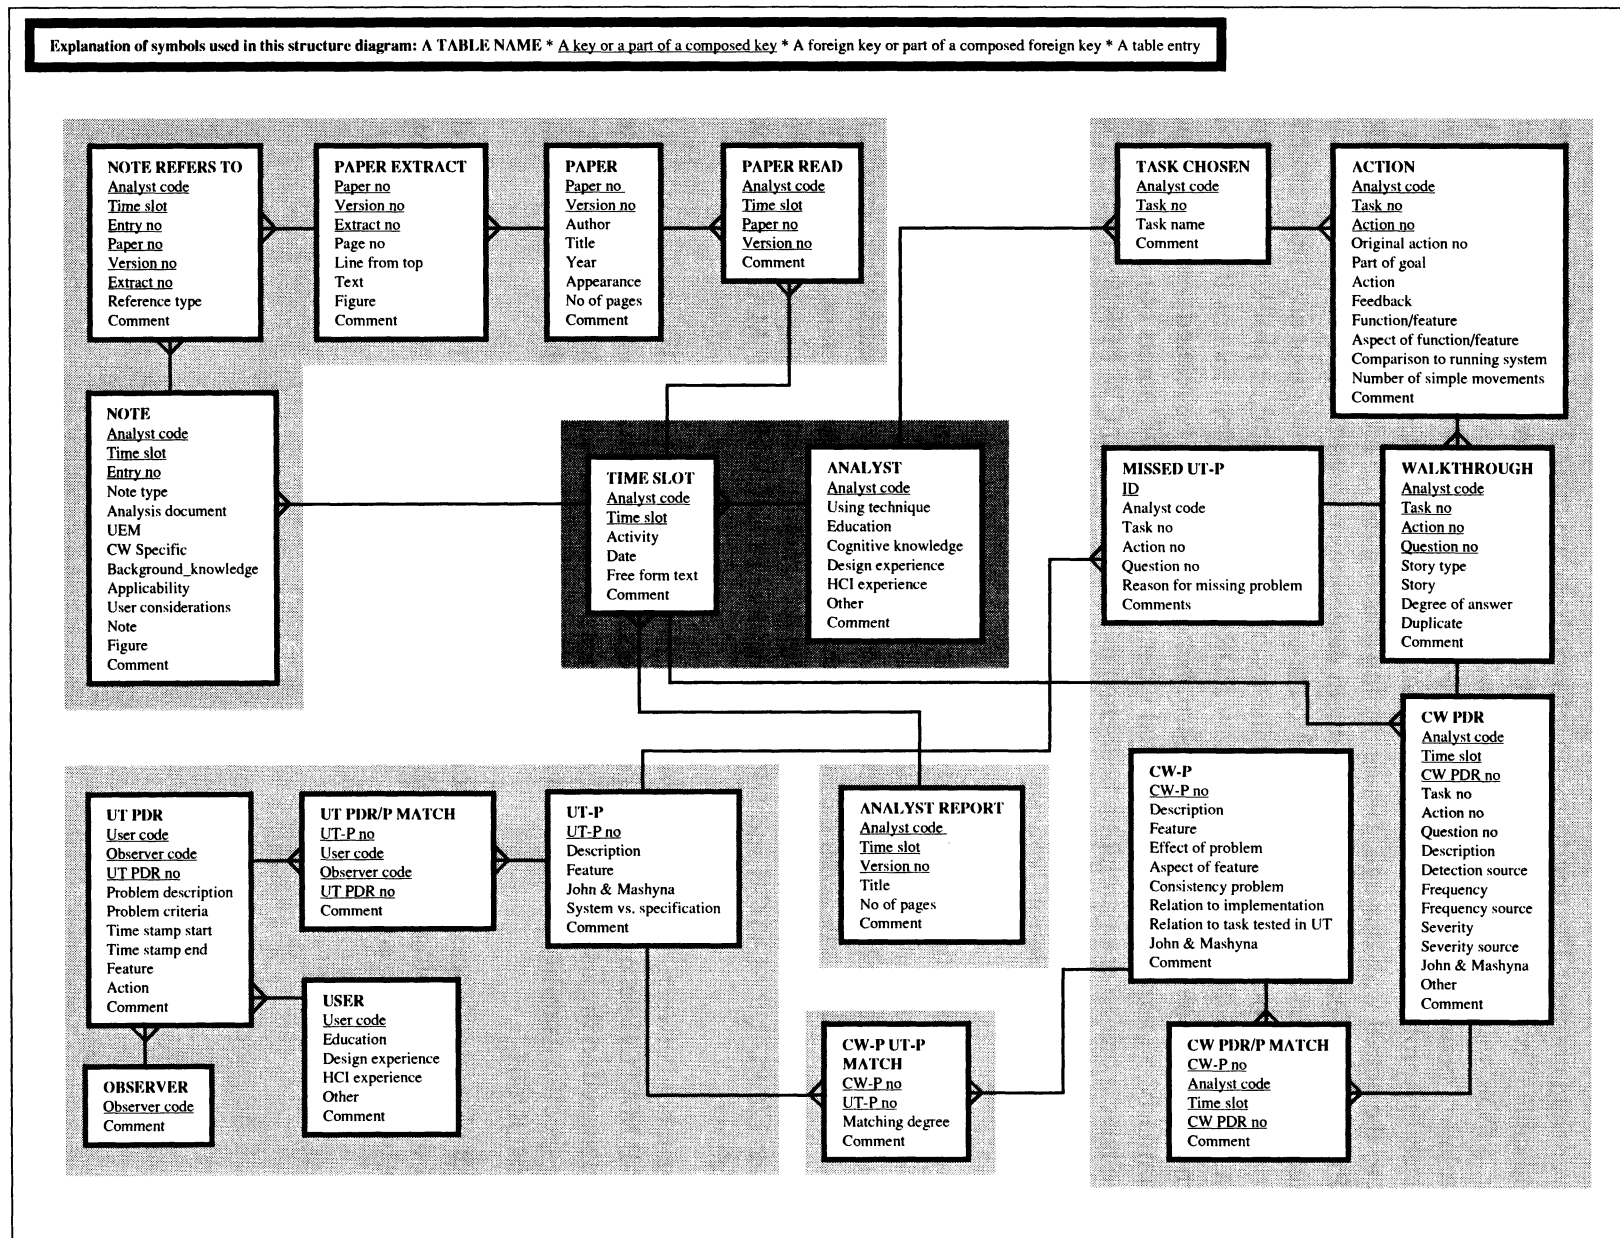 Explanation of symbols used in this structure diagram: A TABLE NAME * A key or a part of a composed key * A foreign key or part of a composed foreign key * A table entry
NOTE REFERS TO
Analyst code
Time slot
Entry no
Paper no
Version no
Extract no
Reference type
Comment
PAPER EXTRACT
Paper no
Version no
Extract no
Page no
Line from top
Text
Figure
Comment
PAPER
Paper no
Version no
Author
Title
Year
Appearance
No of pages
Comment
PAPER READ
Analyst code
Time slot
Paper no
Version no
Comment
TASK CHOSEN
Analyst code
Task no
Task name
Comment
ACTION
Analyst code
Task no
Action no
Original action no
Part of goal
Action
Feedback
Function/feature
Aspect of function/feature
Comparison to running system
Number of simple movements
Comment
NOTE
Analyst code
Time slot
Entry no
Note type
Analysis document
UEM
CW Specific
Background_knowledge
Applicability
User considerations
Note
Figure
Comment
TIME SLOT
Analyst code
Time slot
Activity
Date
Free form text
Comment
ANALYST
Analyst code
Using technique
Education
Cognitive knowledge
Design experience
HCI experience
Other
Comment
MISSED UT-P
ID
Analyst code
Task no
Action no
Question no
Reason for missing problem
Comments
WALKTHROUGH
Analyst code
Task no
Action no
Question no
Story type
Story
Degree of answer
Duplicate
Comment
UT PDR
User code
Observer code
UT PDR no
Problem description
Problem criteria
Time stamp start
Time stamp end
Feature
Action
Comment
UT PDR/P MATCH
UT-P no
User code
Observer code
UT PDR no
Comment
UT-P
UT-P no
Description
Feature
John & Mashyna
System vs. specification
Comment
ANALYST REPORT
Analyst code
Time slot
Version no
Title
No of pages
Comment
CW-P
CW-P no
Description
Feature
Effect of problem
Aspect of feature
Consistency problem
Relation to implementation
Relation to task tested in UT
John & Mashyna
Comment
CW PDR
Analyst code
Time slot
CW PDR no
Task no
Action no
Question no
Description
Detection source
Frequency
Frequency source
Severity
Severity source
John & Mashyna
Other
Comment
OBSERVER
Observer code
Comment
USER
User code
Education
Design experience
HCI experience
Other
Comment
CW-P UT-P
MATCH
CW-P no
UT-P no
Matching degree
Comment
CW PDR/P MATCH
CW-P no
Analyst code
Time slot
CW PDR no
Comment